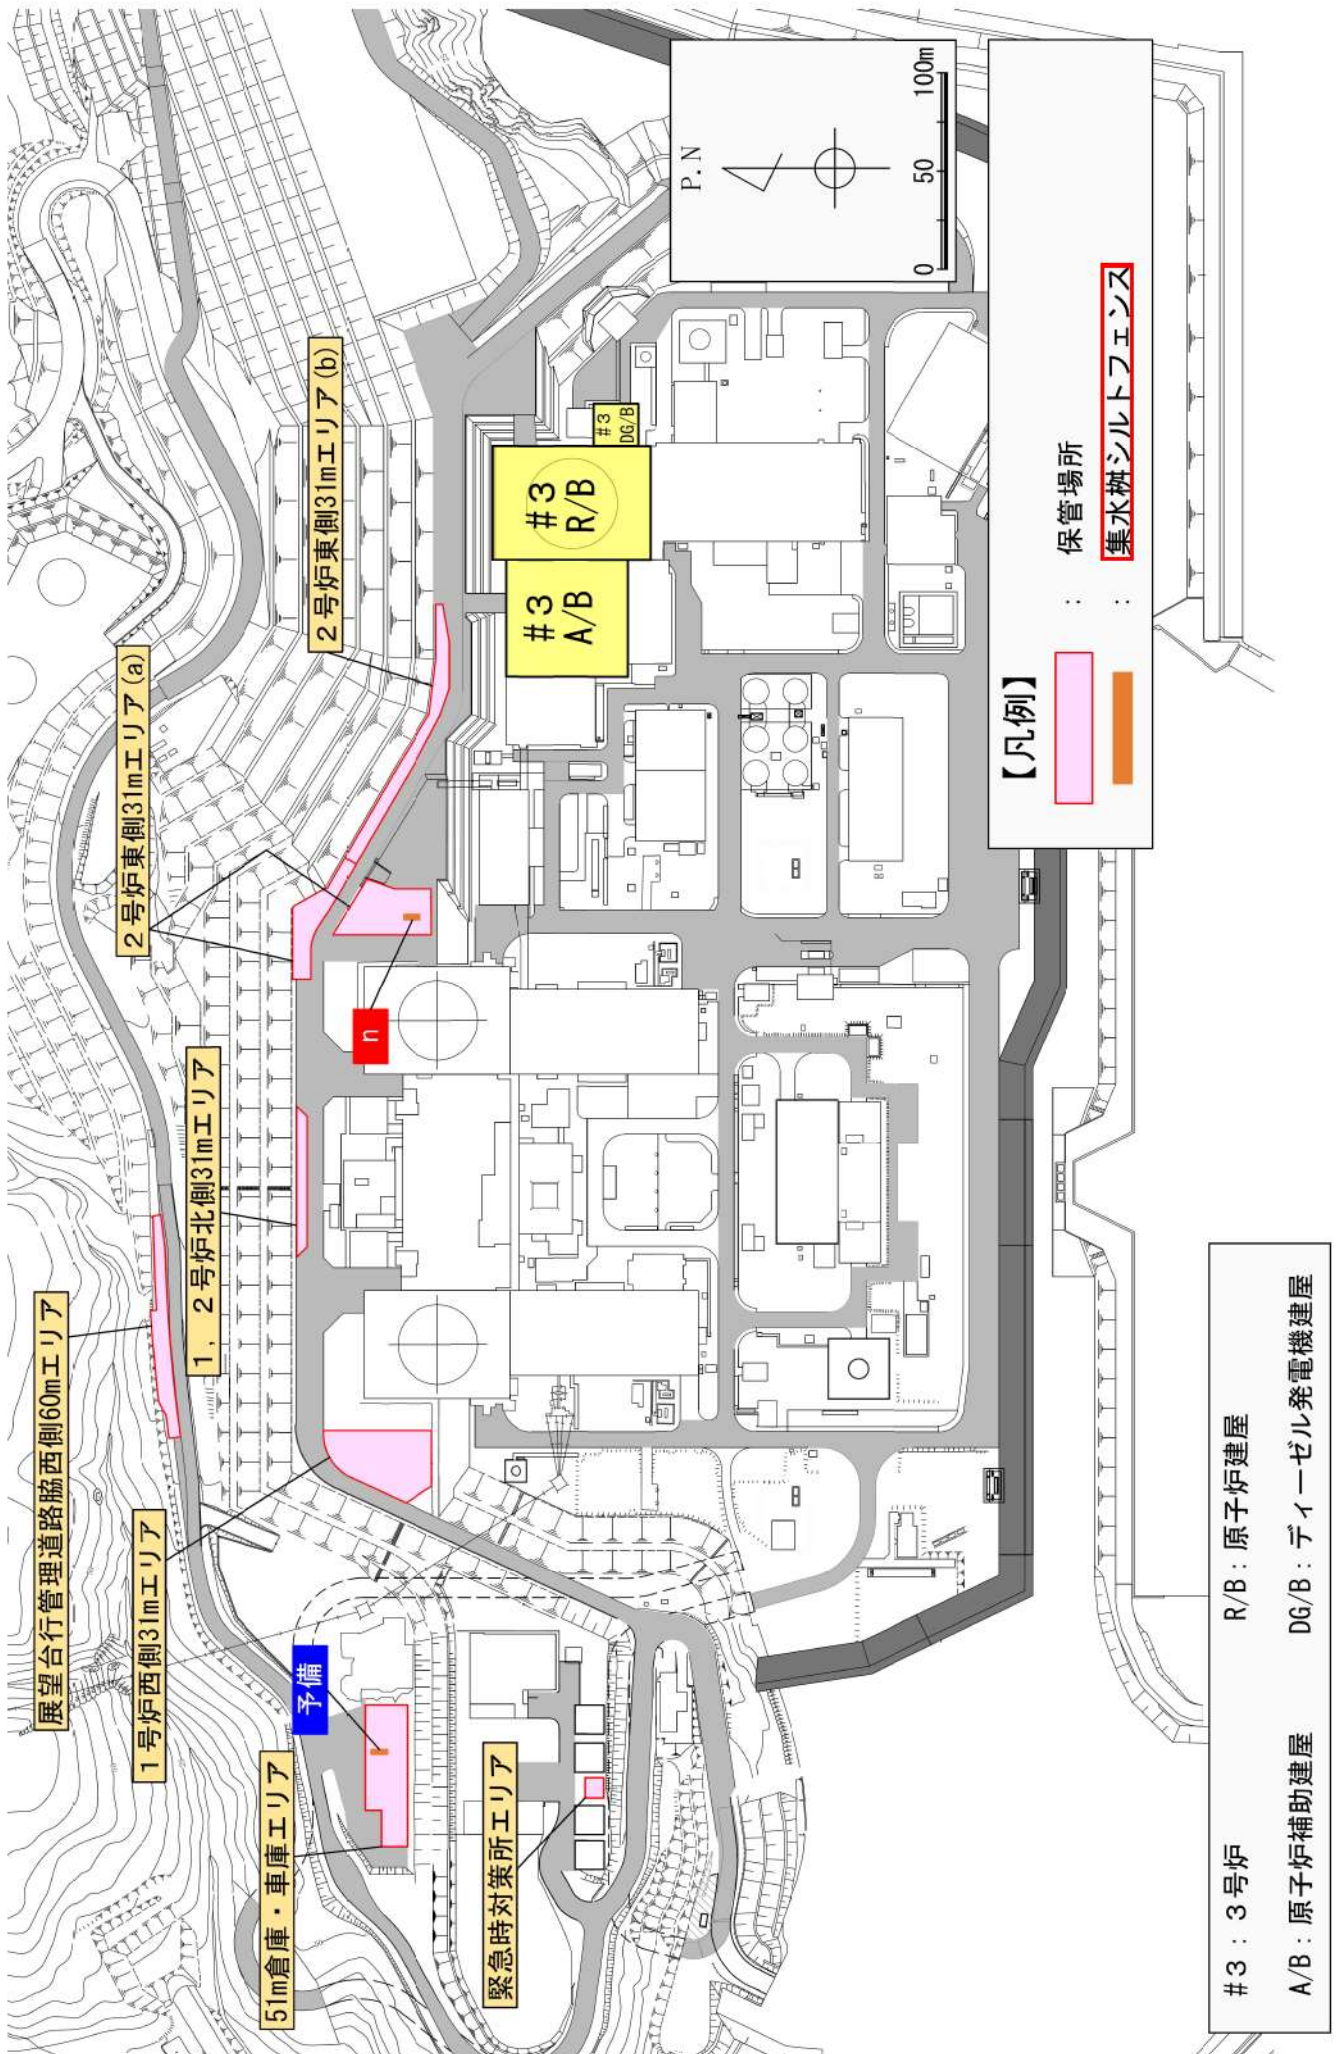 展望台行管理道路脇西側60mエリア
1号炉西側31mエリア
51m倉庫・車庫エリア
緊急時対策所エリア
予備
1，2号炉北側31mエリア
n
2号炉東側31mエリア(a)
2号炉東側31mエリア(b)
#3
A/B
#3
R/B
#3
DG/B
P.N
0 50 100m
【凡例】
： 保管場所
： 集水桝シルトフェンス
#3：3号炉 R/B：原子炉建屋
A/B：原子炉補助建屋 DG/B：ディーゼル発電機建屋